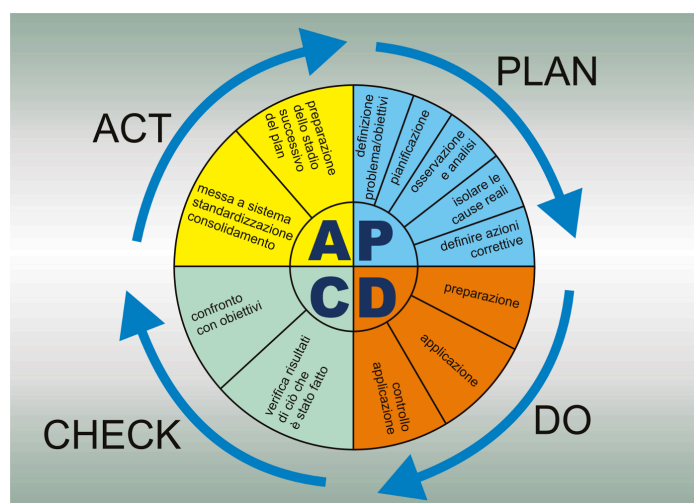 PLAN
definizione
problema/obiettivi
pianificazione
osservazione
e analisi
isolare le
cause reali
definire azioni
correttive
DO
preparazione
applicazione
controllo
applicazione
CHECK
verifica risultati
di ciò che
è stato fatto
confronto
con obiettivi
ACT
messa a sistema
standardizzazione
consolidamento
preparazione
dello stadio
successivo
del plan
A P
C D